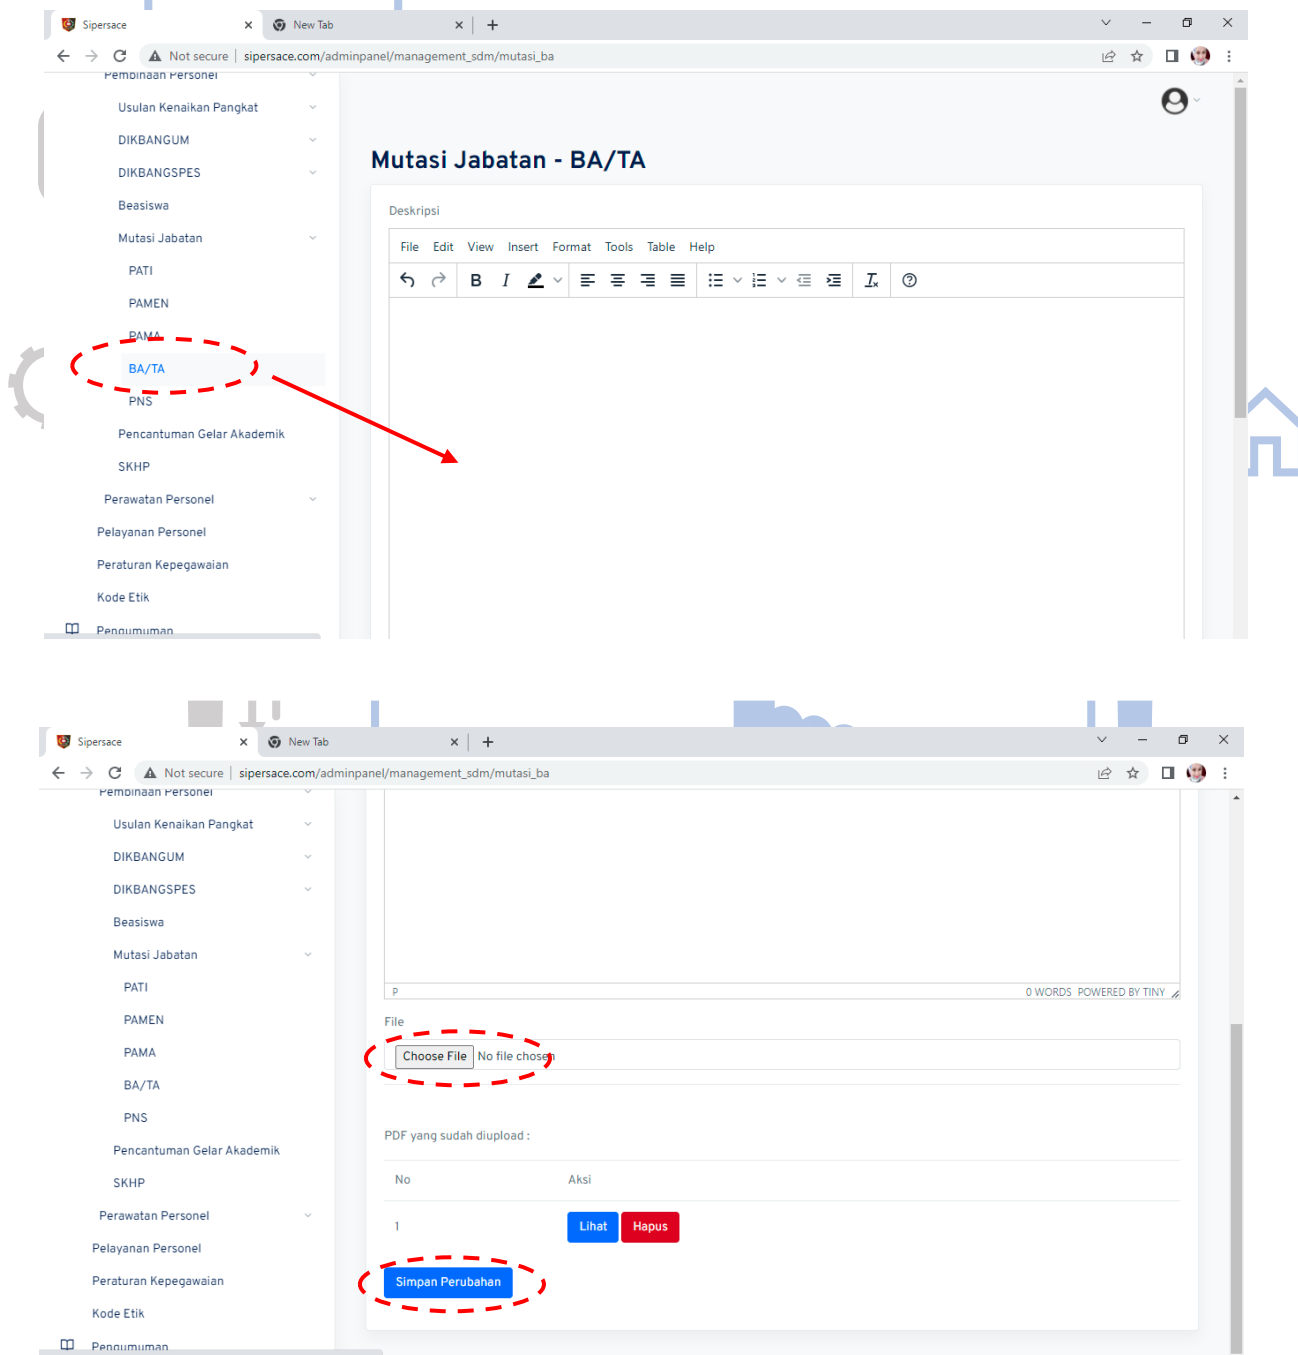 Sipersace
New Tab
Not secure
sipersace.com/adminpanel/management_sdm/mutasi_ba
Pembinaan Personel
Usulan Kenaikan Pangkat
DIKBANGUM
DIKBANGSPES
Beasiswa
Mutasi Jabatan
PATI
PAMEN
PAMA
BA/TA
PNS
Pencantuman Gelar Akademik
SKHP
Perawatan Personel
Pelayanan Personel
Peraturan Kepegawaian
Kode Etik
Pengumuman
Mutasi Jabatan - BA/TA
Deskripsi
File Edit View Insert Format Tools Table Help
Sipersace
New Tab
Not secure
sipersace.com/adminpanel/management_sdm/mutasi_ba
Pembinaan Personel
Usulan Kenaikan Pangkat
DIKBANGUM
DIKBANGSPES
Beasiswa
Mutasi Jabatan
PATI
PAMEN
PAMA
BA/TA
PNS
Pencantuman Gelar Akademik
SKHP
Perawatan Personel
Pelayanan Personel
Peraturan Kepegawaian
Kode Etik
Pengumuman
P
0 WORDS POWERED BY TINY
File
Choose File No file chosen
PDF yang sudah diupload :
No Aksi
1 Lihat Hapus
Simpan Perubahan